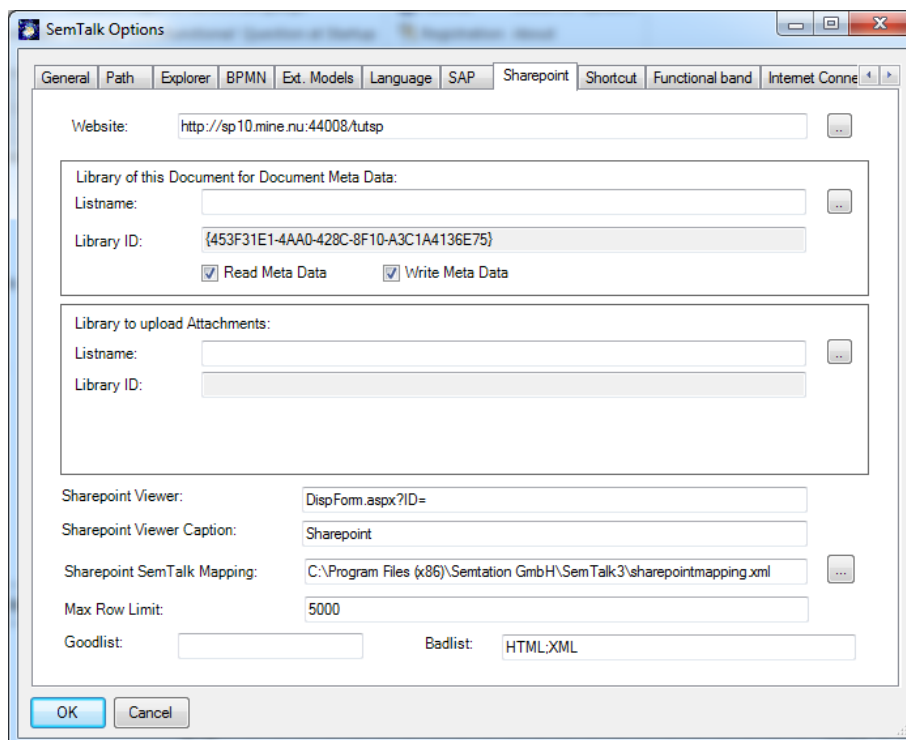 SemTalk Options
General Path Explorer BPMN Ext. Models Language SAP Sharepoint Shortcut Functional band Internet Conne
Website: http://sp10.mine.nu:44008/tutsp ..
Library of this Document for Document Meta Data:
Listname: ..
Library ID: {453F31E1-4AA0-428C-8F10-A3C1A4136E75}
Read Meta Data Write Meta Data
Library to upload Attachments:
Listname: ..
Library ID:
Sharepoint Viewer: DispForm.aspx?ID=
Sharepoint Viewer Caption: Sharepoint
Sharepoint SemTalk Mapping: C:\Program Files (x86)\Semtation GmbH\SemTalk3\sharepointmapping.xml ...
Max Row Limit: 5000
Goodlist: Badlist: HTML;XML
OK Cancel